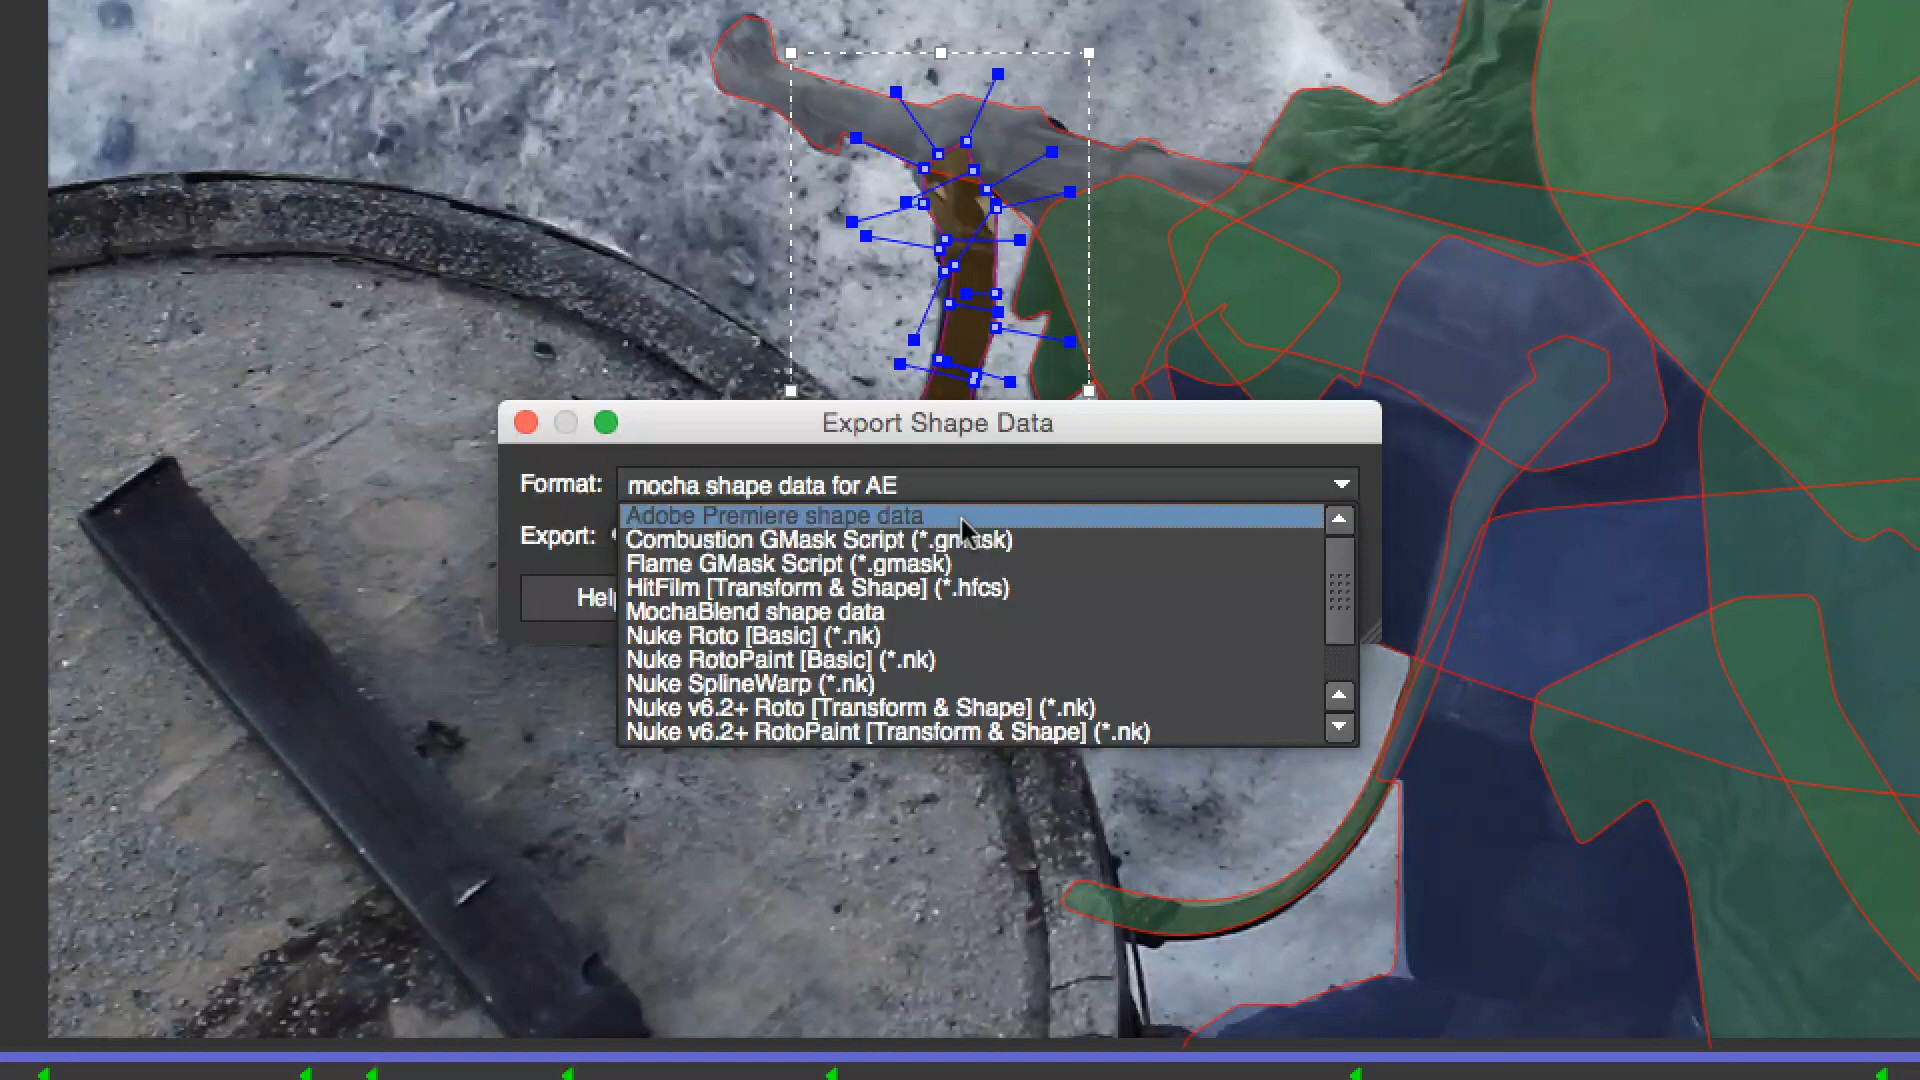 Export Shape Data
Format:
mocha shape data for AE
Adobe Premiere shape data
Export:
Combustion GMask Script (*.gmask)
Flame GMask Script (*.gmask)
HitFilm [Transform & Shape] (*.hfcs)
Help
MochaBlend shape data
Nuke Roto [Basic] (*.nk)
Nuke RotoPaint [Basic] (*.nk)
Nuke SplineWarp (*.nk)
Nuke v6.2+ Roto [Transform & Shape] (*.nk)
Nuke v6.2+ RotoPaint [Transform & Shape] (*.nk)